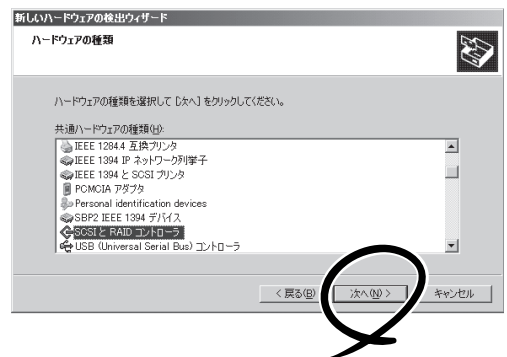 新しいハードウェアの検出ウィザード
ハードウェアの種類
ハードウェアの種類を選択して [次へ] をクリックしてください。
共通ハードウェアの種類(H):
IEEE 1284.4 互換プリンタ
IEEE 1394 IP ネットワーク列挙子
IEEE 1394 と SCSI プリンタ
PCMCIA アダプタ
Personal identification devices
SBP2 IEEE 1394 デバイス
SCSI と RAID コントローラ
USB (Universal Serial Bus) コントローラ
< 戻る(B) 次へ(N) > キャンセル